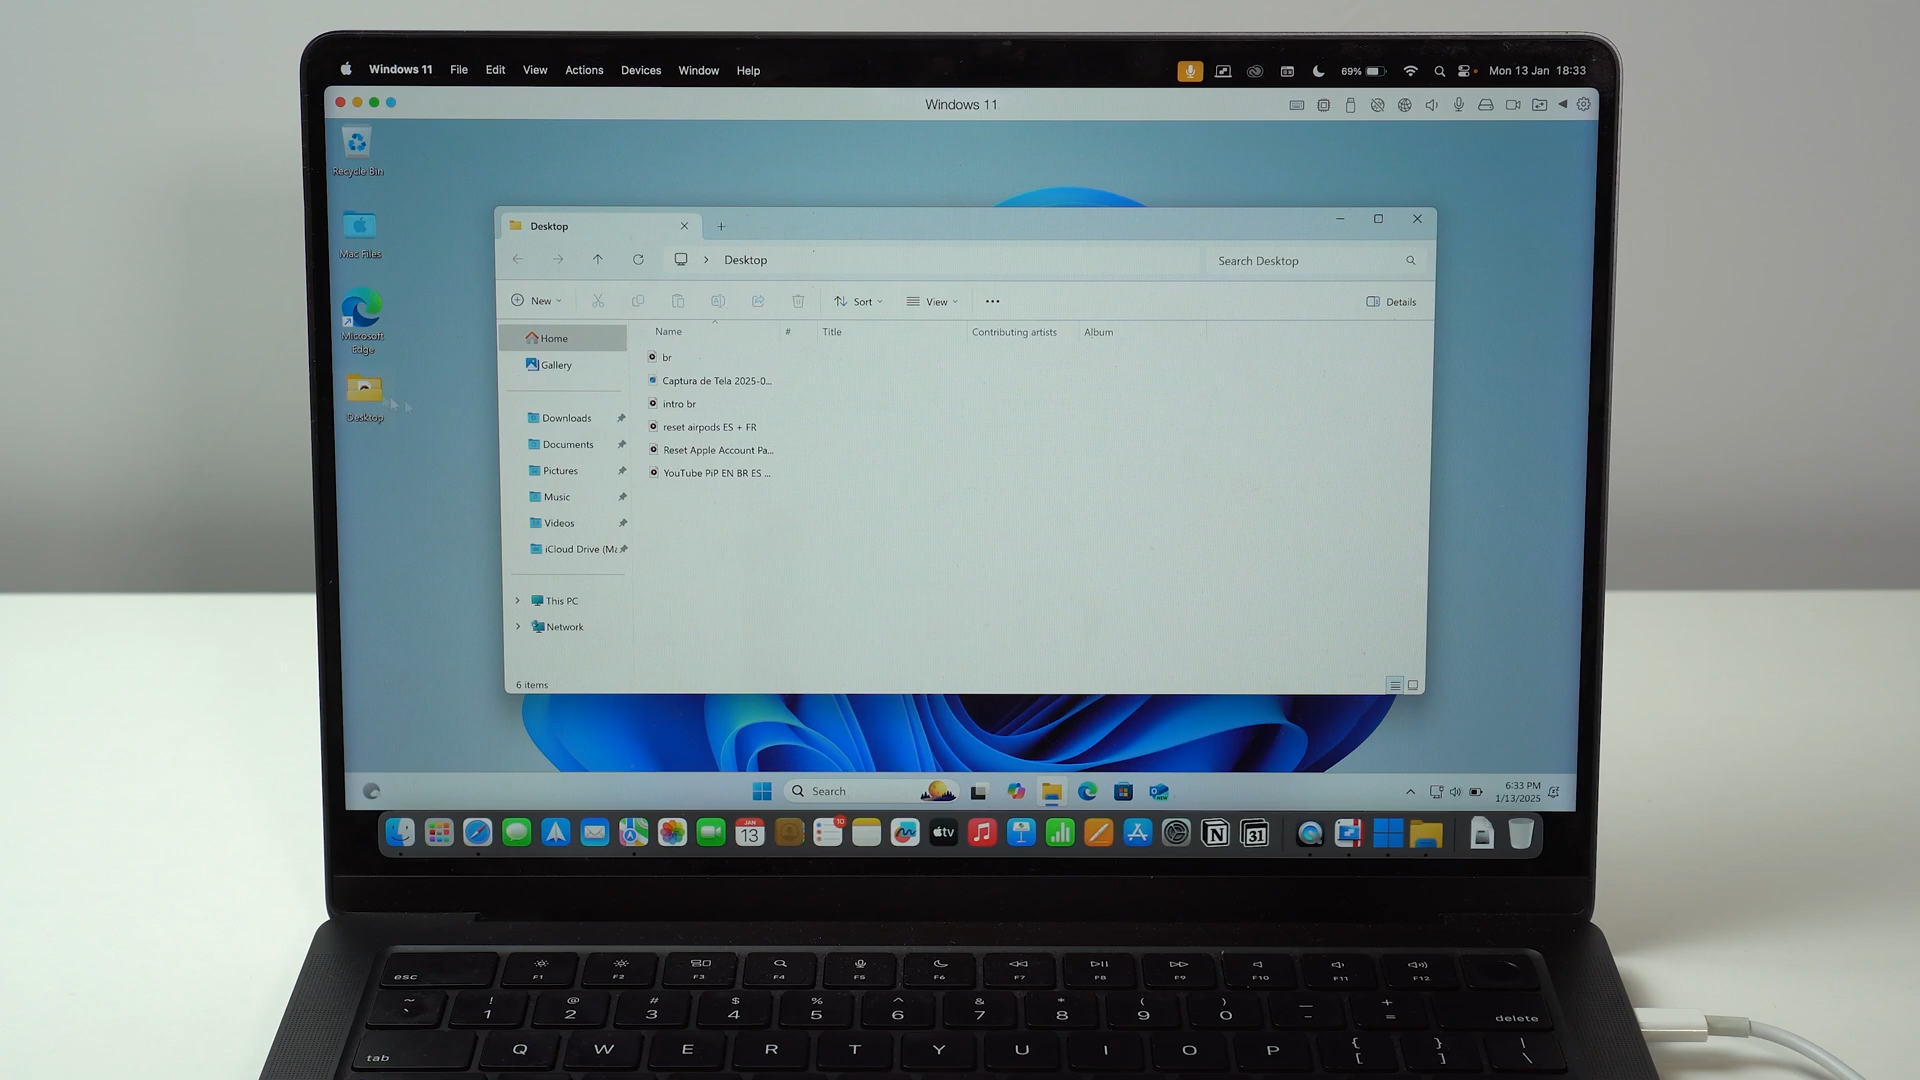 Windows 11 File Edit View Actions Devices Window Help 69% Mon 13 Jan 18:33
Windows 11
Recycle Bin
Mac Files
Microsoft
Edge
Desktop
Desktop
Desktop
Search Desktop
New
Sort
View
Details
Name # Title Contributing artists Album
Home
Gallery
Downloads
Documents
Pictures
Music
Videos
iCloud Drive (Ma
This PC
Network
br
Captura de Tela 2025-0...
intro br
reset airpods ES + FR
Reset Apple Account Pa...
YouTube PiP EN BR ES ...
6 items
Search
NEW
6:33 PM
1/13/2025
JAN
13
10
tv
N
31
esc F1 F2 F3 F4 F5 F6 F7 F8 F9 F10 F11 F12
~ ! @ # $ % ^ & * ( ) _ +
` 1 2 3 4 5 6 7 8 9 0 - = delete
tab Q W E R T Y U I O P { [ } ] | \